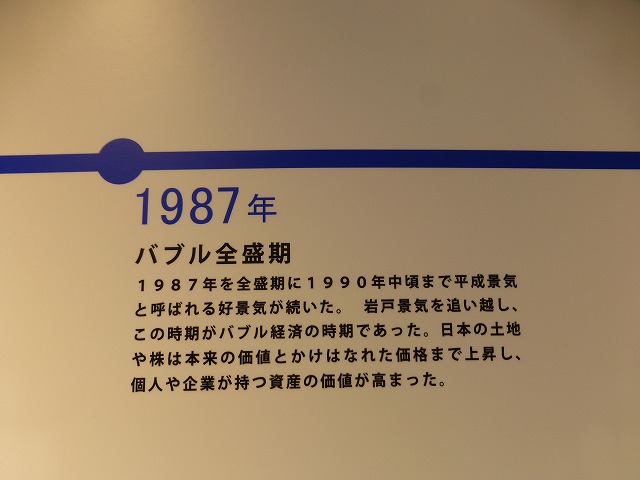 1987年
バブル全盛期
１９８７年を全盛期に１９９０年中頃まで平成景気
と呼ばれる好景気が続いた。　岩戸景気を追い越し、
この時期がバブル経済の時期であった。日本の土地
や株は本来の価値とかけはなれた価格まで上昇し、
個人や企業が持つ資産の価値が高まった。